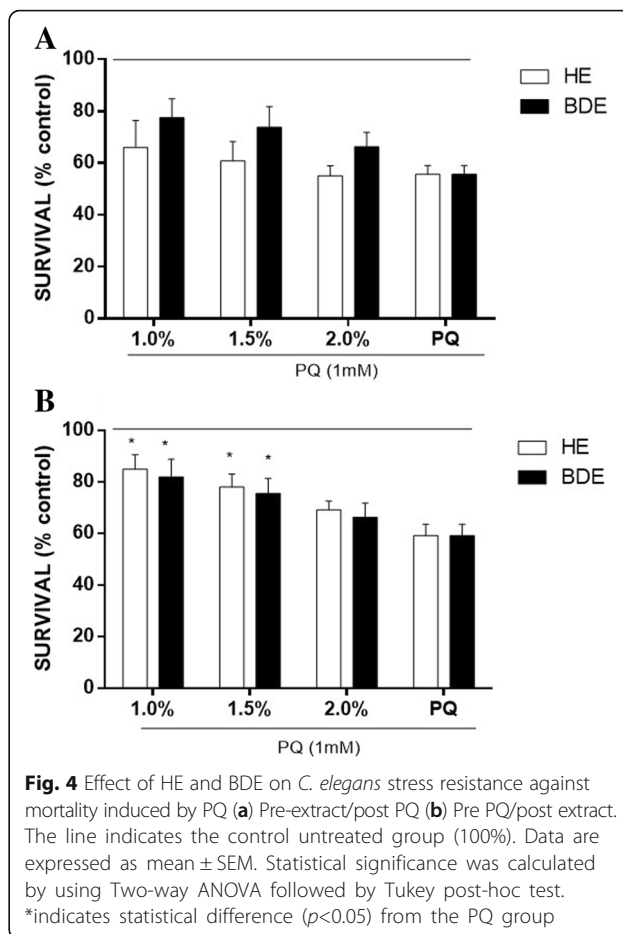 A
SURVIVAL (% control)
100
80
60
40
20
0
HE
BDE
1.0% 1.5% 2.0% PQ
PQ (1mM)
B
SURVIVAL (% control)
100
80
60
40
20
0
* * * *
HE
BDE
1.0% 1.5% 2.0% PQ
PQ (1mM)
Fig. 4 Effect of HE and BDE on C. elegans stress resistance against
mortality induced by PQ (a) Pre-extract/post PQ (b) Pre PQ/post extract.
The line indicates the control untreated group (100%). Data are
expressed as mean ± SEM. Statistical significance was calculated
by using Two-way ANOVA followed by Tukey post-hoc test.
*indicates statistical difference (p<0.05) from the PQ group